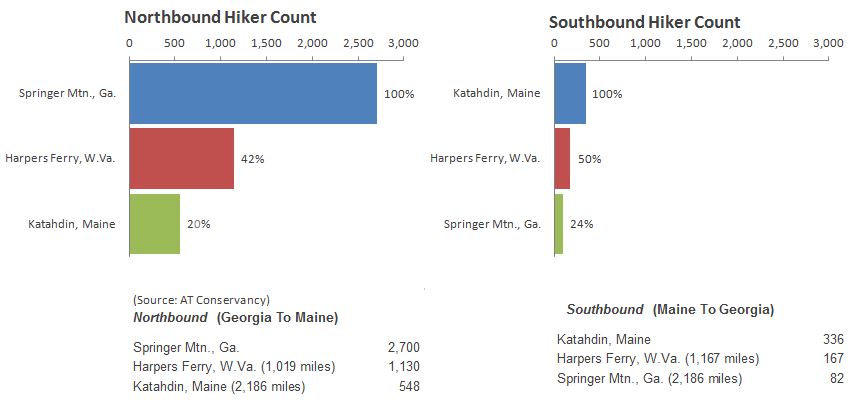 Northbound Hiker Count
0 500 1,000 1,500 2,000 2,500 3,000
Springer Mtn., Ga. 100%
Harpers Ferry, W.Va. 42%
Katahdin, Maine 20%
Southbound Hiker Count
0 500 1,000 1,500 2,000 2,500 3,000
Katahdin, Maine 100%
Harpers Ferry, W.Va. 50%
Springer Mtn., Ga. 24%
(Source: AT Conservancy)
Northbound (Georgia To Maine)
Springer Mtn., Ga. 2,700
Harpers Ferry, W.Va. (1,019 miles) 1,130
Katahdin, Maine (2,186 miles) 548
Southbound (Maine To Georgia)
Katahdin, Maine 336
Harpers Ferry, W.Va. (1,167 miles) 167
Springer Mtn., Ga. (2,186 miles) 82